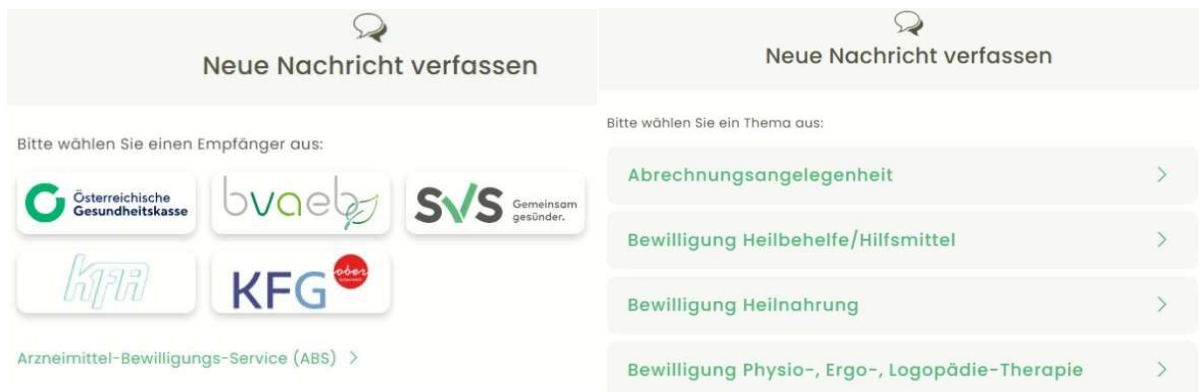 Neue Nachricht verfassen
Bitte wählen Sie einen Empfänger aus:
Österreichische
Gesundheitskasse
bvaeb
SVS Gemeinsam
gesünder.
KFA
KFG ober
Arzneimittel-Bewilligungs-Service (ABS) >
Neue Nachricht verfassen
Bitte wählen Sie ein Thema aus:
Abrechnungsangelegenheit >
Bewilligung Heilbehelfe/Hilfsmittel >
Bewilligung Heilnahrung >
Bewilligung Physio-, Ergo-, Logopädie-Therapie >